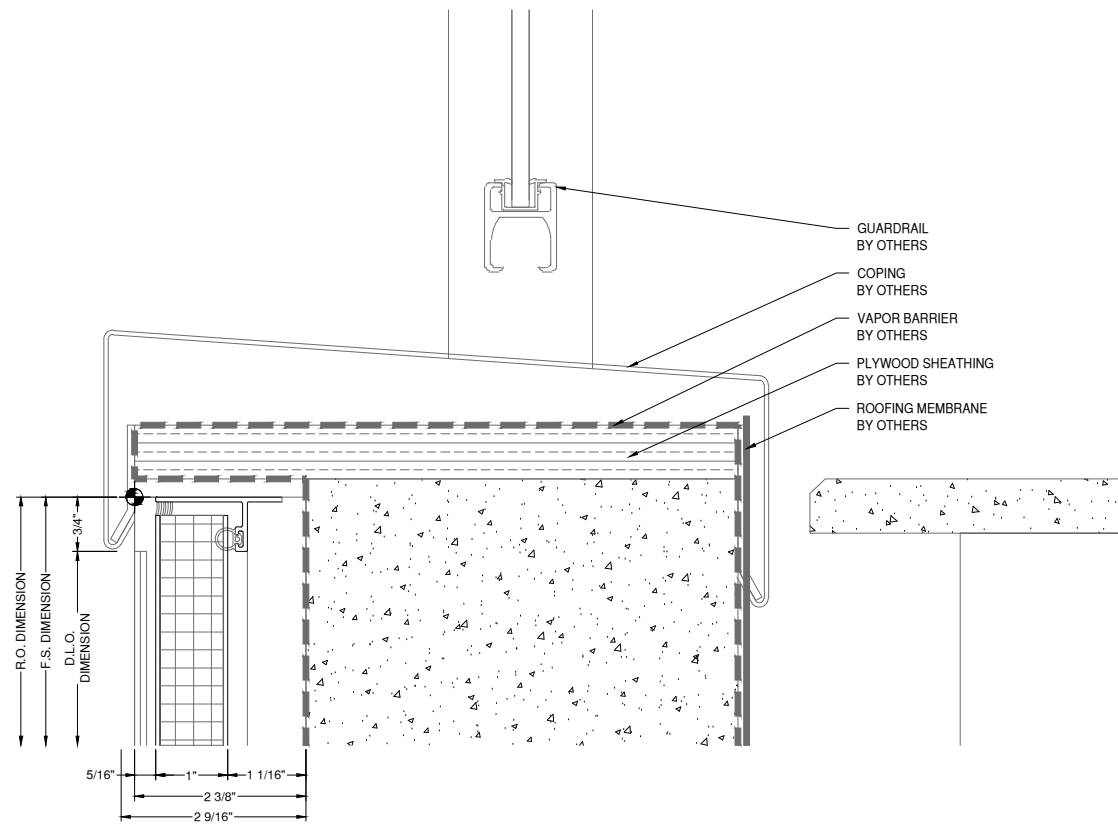 GUARDRAIL
BY OTHERS
COPING
BY OTHERS
VAPOR BARRIER
BY OTHERS
PLYWOOD SHEATHING
BY OTHERS
ROOFING MEMBRANE
BY OTHERS
R.O. DIMENSION
F.S. DIMENSION
D.L.O.
DIMENSION
3/4"
5/16"
1"
1 1/16"
2 3/8"
2 9/16"